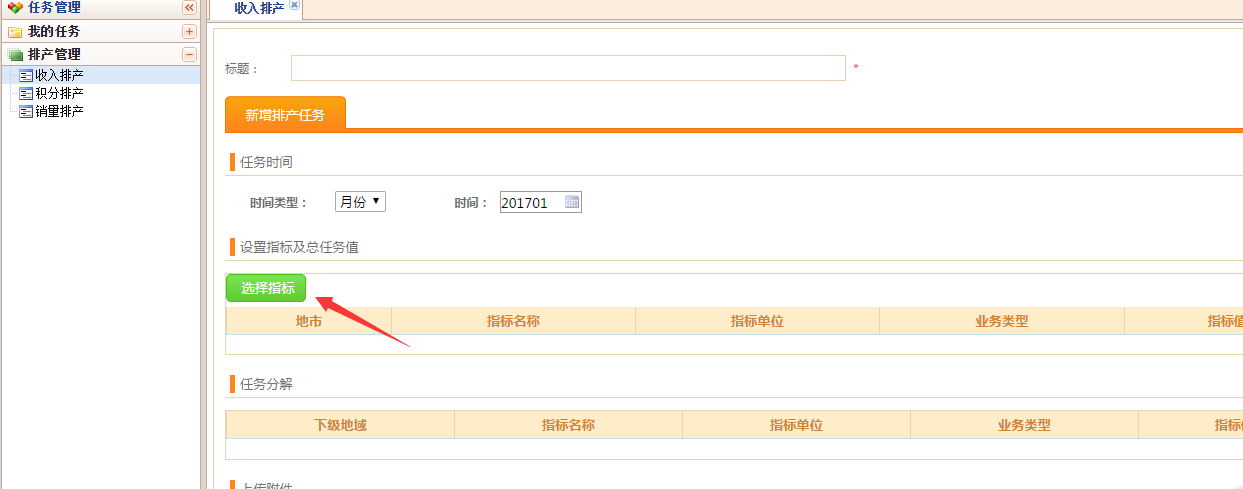 任务管理
我的任务
排产管理
收入排产
积分排产
销量排产
收入排产
标题： *
新增排产任务
任务时间
时间类型： 月份 时间： 201701
设置指标及总任务值
选择指标
地市 指标名称 指标单位 业务类型 指标值
任务分解
下级地域 指标名称 指标单位 业务类型 指标
上传附件